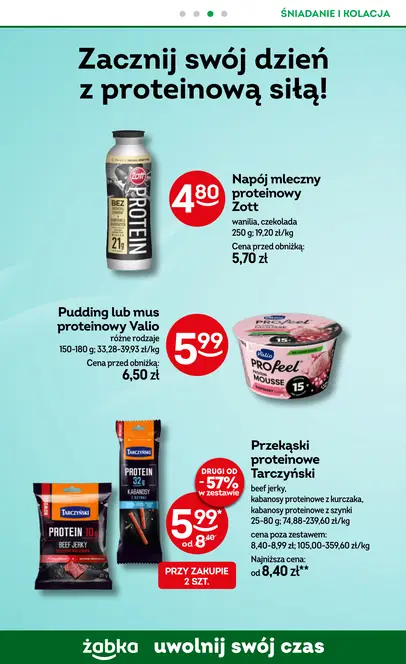 ŚNIADANIE I KOLACJA
Zacznij swój dzień
z proteinową siłą!
Zott
PROTEIN
BEZ
21g
4 80
Napój mleczny
proteinowy
Zott
wanilia, czekolada
250 g; 19,20 zł/kg
Cena przed obniżką:
5,70 zł
Pudding lub mus
proteinowy Valio
różne rodzaje
150-180 g; 33,28-39,93 zł/kg
Cena przed obniżką:
6,50 zł
5 99
Valio
PROfeel
Valio
PROfeel
PROTEIN
MOUSSE
15+
15+
TARCZYŃSKI
PROTEIN
32g
KABANOSY
Z SZYNKI
TARCZYŃSKI
PROTEIN 10g
BEEF JERKY
DRUGI OD
-57%
w zestawie
5 99*
od 8 40
PRZY ZAKUPIE
2 SZT.
Przekąski
proteinowe
Tarczyński
beef jerky,
kabanosy proteinowe z kurczaka,
kabanosy proteinowe z szynki
25-80 g; 74,88-239,60 zł/kg
cena poza zestawem:
8,40-8,99 zł; 105,00-359,60 zł/kg
Najniższa cena:
od 8,40 zł**
żabka uwolnij swój czas